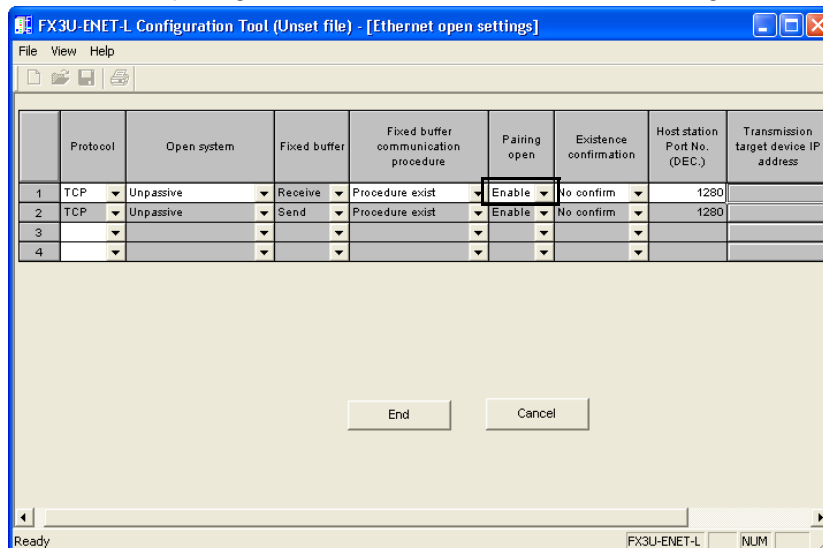 FX3U-ENET-L Configuration Tool (Unset file) - [Ethernet open settings]
File View Help
Protocol Open system Fixed buffer Fixed buffer communication procedure Pairing open Existence confirmation Host station Port No. (DEC.) Transmission target device IP address
1 TCP Unpassive Receive Procedure exist Enable No confirm 1280
2 TCP Unpassive Send Procedure exist Enable No confirm 1280
3
4
End Cancel
Ready FX3U-ENET-L NUM